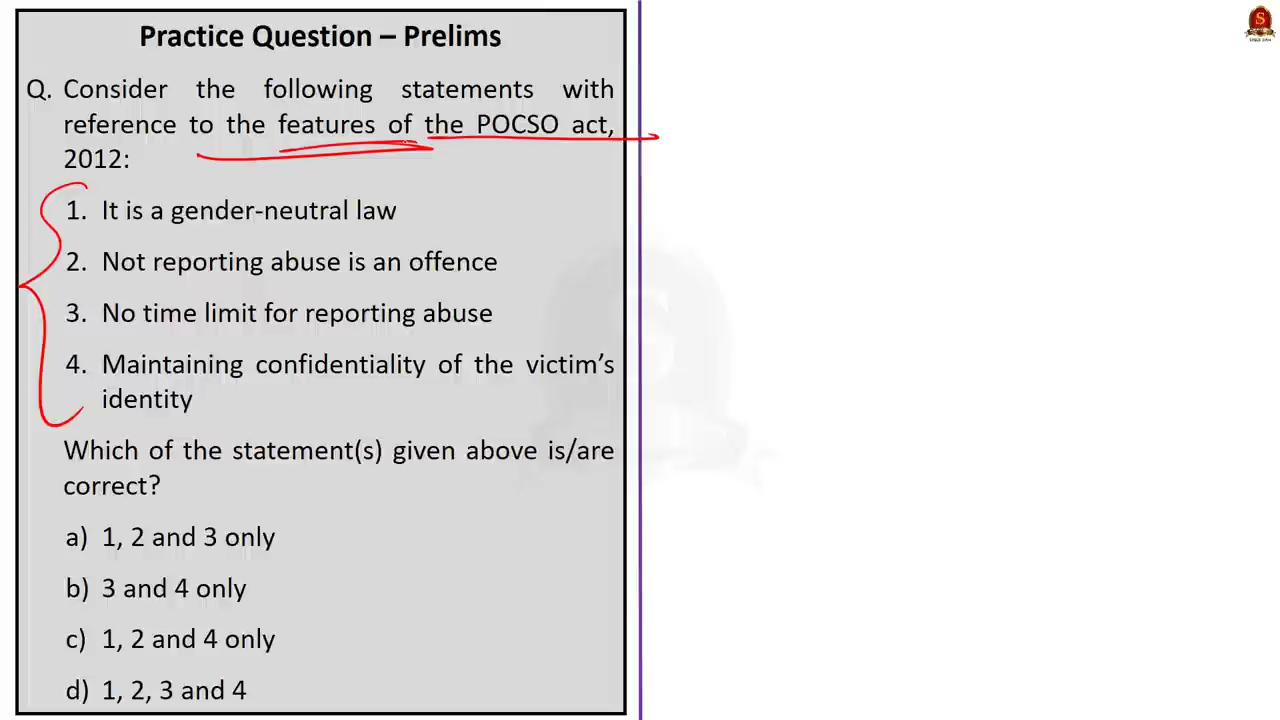 Practice Question – Prelims
Q. Consider the following statements with
reference to the features of the POCSO act,
2012:
1. It is a gender-neutral law
2. Not reporting abuse is an offence
3. No time limit for reporting abuse
4. Maintaining confidentiality of the victim's
identity
Which of the statement(s) given above is/are
correct?
a) 1, 2 and 3 only
b) 3 and 4 only
c) 1, 2 and 4 only
d) 1, 2, 3 and 4
S